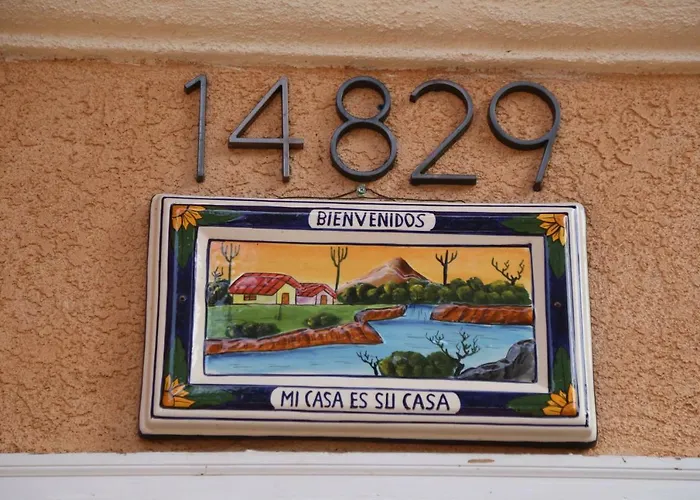 14829
BIENVENIDOS
MI CASA ES SU CASA